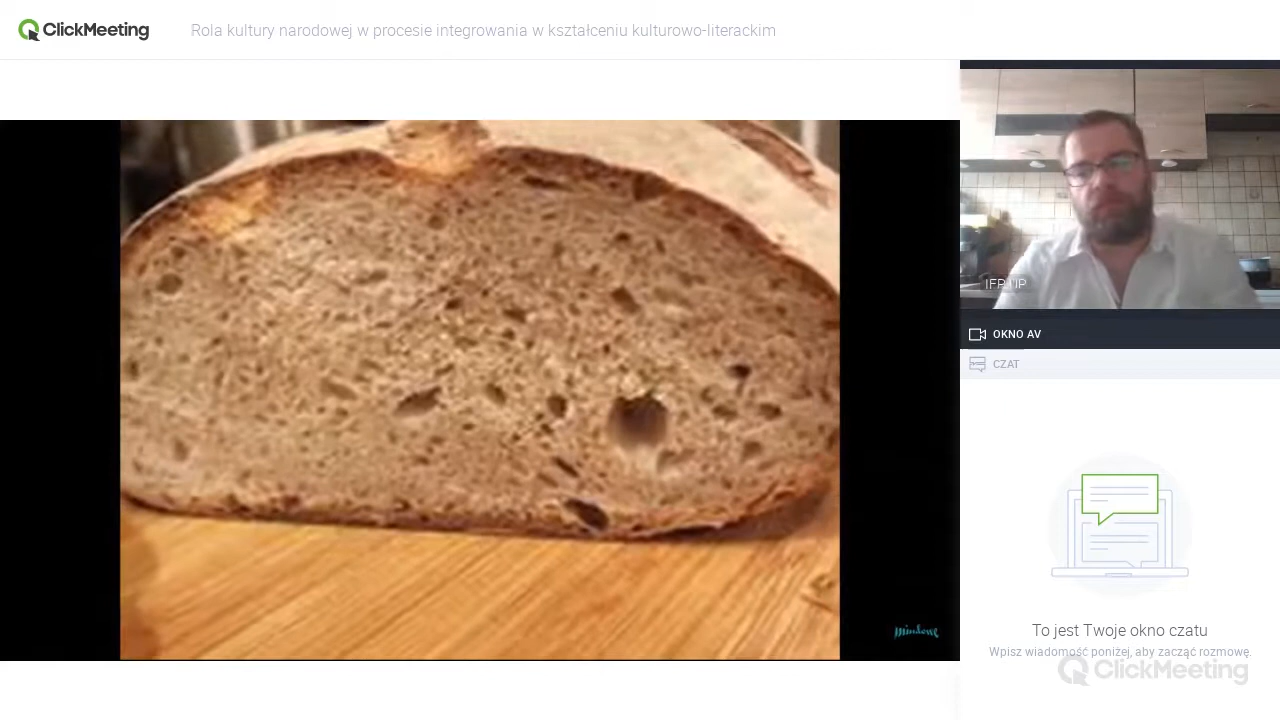 ClickMeeting
Rola kultury narodowej w procesie integrowania w kształceniu kulturowo-literackim
IFP UP
OKNO AV
CZAT
To jest Twoje okno czatu
Wpisz wiadomość poniżej, aby zacząć rozmowę.
ClickMeeting